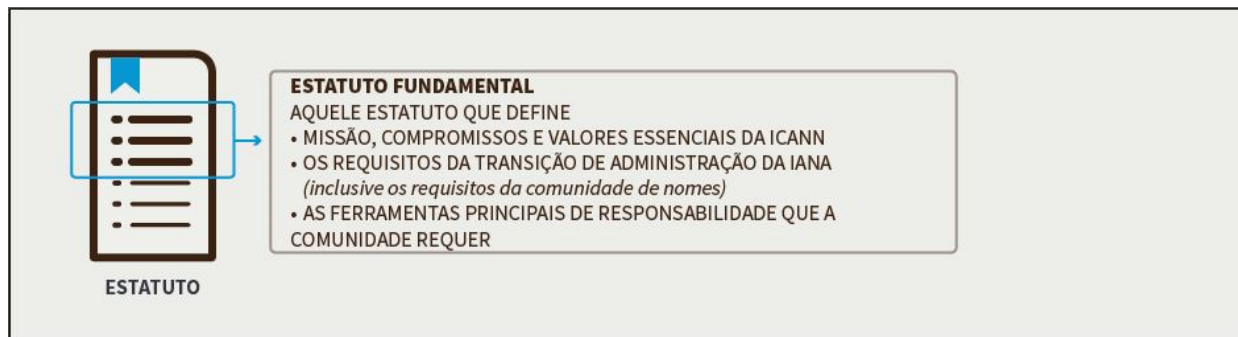 ESTATUTO FUNDAMENTAL
AQUELE ESTATUTO QUE DEFINE
• MISSÃO, COMPROMISSOS E VALORES ESSENCIAIS DA ICANN
• OS REQUISITOS DA TRANSIÇÃO DE ADMINISTRAÇÃO DA IANA
(inclusive os requisitos da comunidade de nomes)
• AS FERRAMENTAS PRINCIPAIS DE RESPONSABILIDADE QUE A
COMUNIDADE REQUER
ESTATUTO